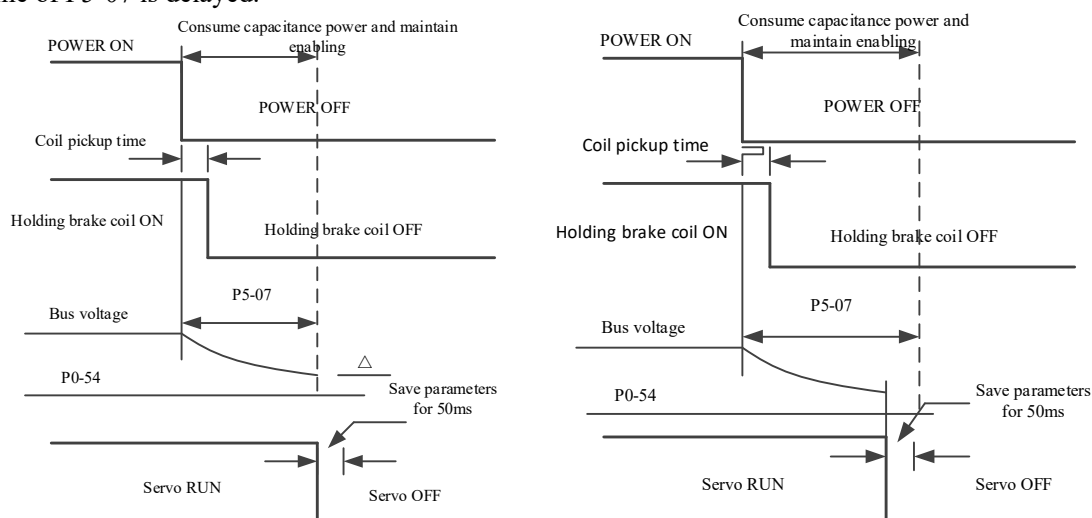 of P5-07 is delayed.
Consume capacitance power and maintain
enabling
POWER ON
POWER OFF
Coil pickup time
Holding brake coil ON
Holding brake coil OFF
P5-07
Bus voltage
△
P0-54
Save parameters
for 50ms
Servo RUN
Servo OFF
Consume capacitance power and
maintain enabling
POWER ON
POWER OFF
Coil pickup time
Holding brake coil ON
Holding brake coil OFF
P5-07
Bus voltage
P0-54
Save parameters
for 50ms
Servo RUN
Servo OFF